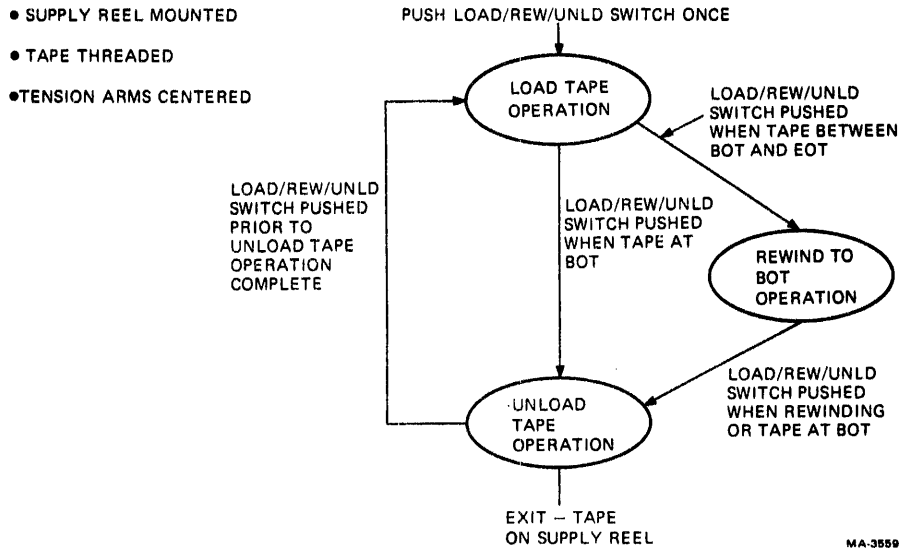 ● SUPPLY REEL MOUNTED
● TAPE THREADED
●TENSION ARMS CENTERED
PUSH LOAD/REW/UNLD SWITCH ONCE
LOAD TAPE
OPERATION
LOAD/REW/UNLD
SWITCH PUSHED
WHEN TAPE BETWEEN
BOT AND EOT
LOAD/REW/UNLD
SWITCH PUSHED
PRIOR TO
UNLOAD TAPE
OPERATION
COMPLETE
LOAD/REW/UNLD
SWITCH PUSHED
WHEN TAPE AT
BOT
REWIND TO
BOT
OPERATION
LOAD/REW/UNLD
SWITCH PUSHED
WHEN REWINDING
OR TAPE AT BOT
UNLOAD
TAPE
OPERATION
EXIT – TAPE
ON SUPPLY REEL
MA-3559